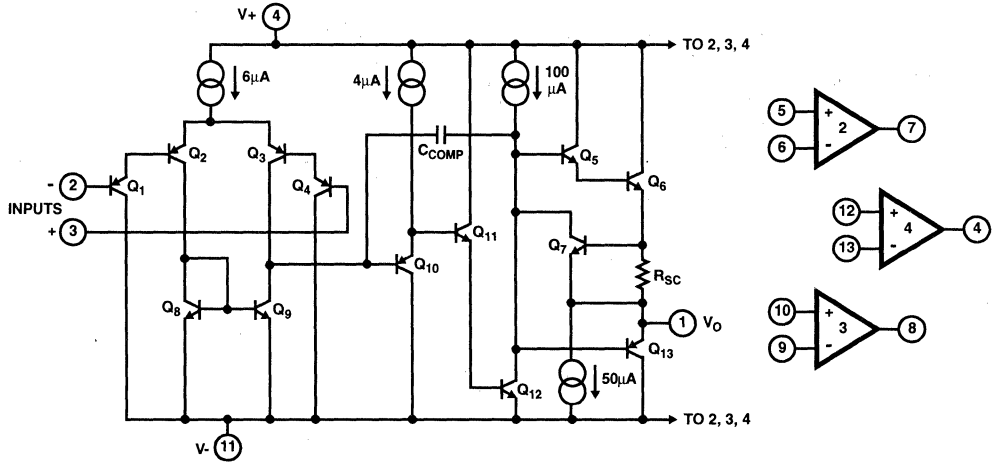 V+ 4
TO 2, 3, 4
6μA
4μA
100
μA
CCOMP
Q2
Q3
Q5
Q6
- 2
Q1
Q4
INPUTS
+ 3
Q11
Q7
Q10
RSC
Q8
Q9
1 VO
Q13
Q12
50μA
TO 2, 3, 4
V- 11
5 + 2 7
6 -
12 + 4 4
13 -
10 + 3 8
9 -